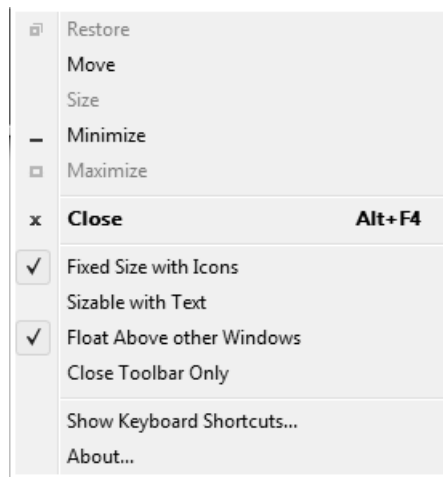 Restore
Move
Size
Minimize
Maximize
Close Alt+F4
Fixed Size with Icons
Sizable with Text
Float Above other Windows
Close Toolbar Only
Show Keyboard Shortcuts...
About...